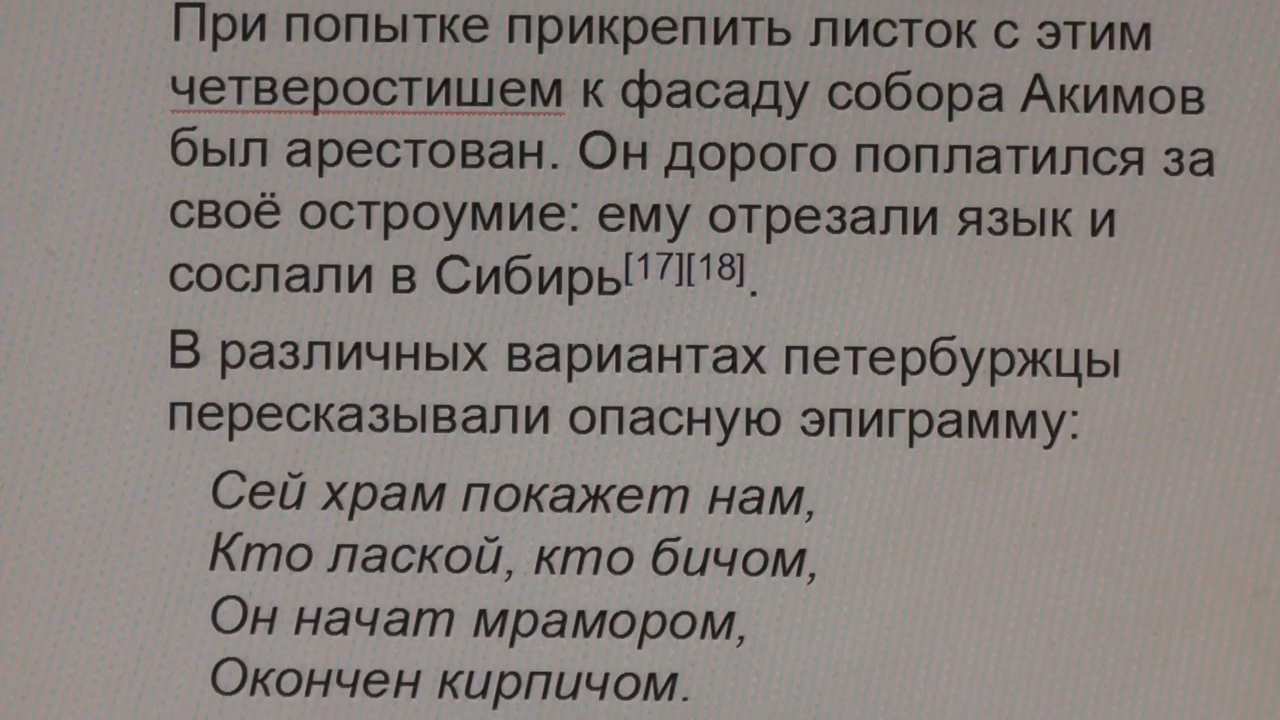 При попытке прикрепить листок с этим
четверостишем к фасаду собора Акимов
был арестован. Он дорого поплатился за
своё остроумие: ему отрезали язык и
сослали в Сибирь[17][18].
В различных вариантах петербуржцы
пересказывали опасную эпиграмму:
Сей храм покажет нам,
Кто лаской, кто бичом,
Он начат мрамором,
Окончен кирпичом.